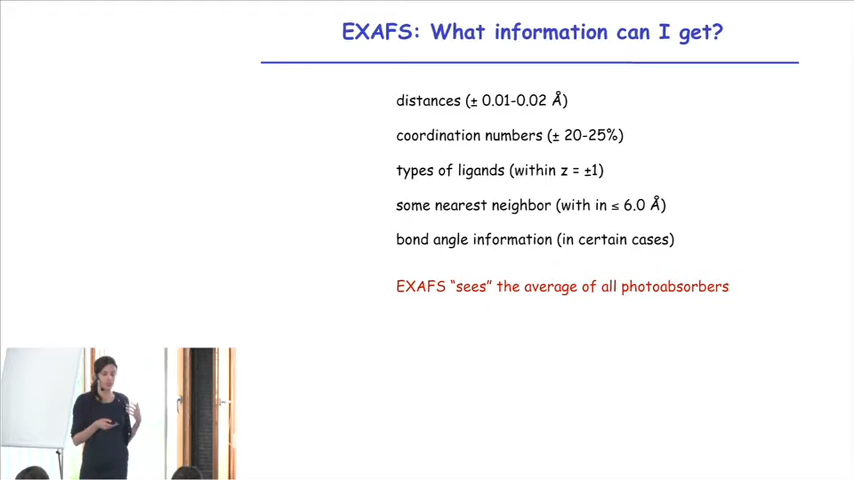 EXAFS: What information can I get?
distances (± 0.01-0.02 Å)
coordination numbers (± 20-25%)
types of ligands (within z = ±1)
some nearest neighbor (with in ≤ 6.0 Å)
bond angle information (in certain cases)
EXAFS “sees” the average of all photoabsorbers